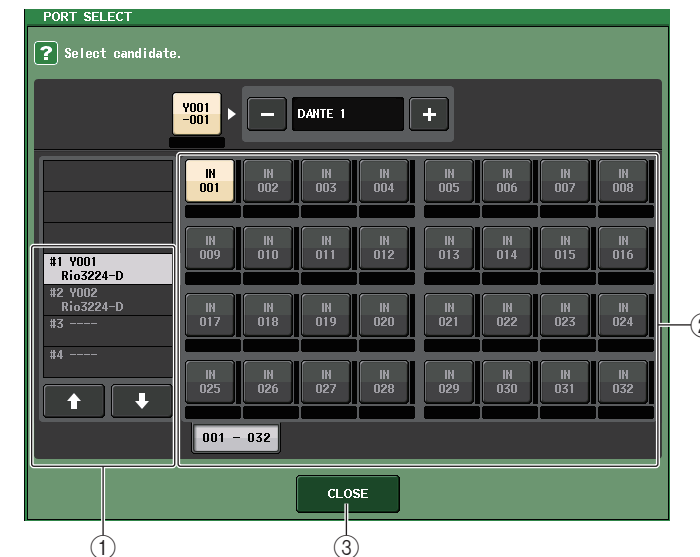 PORT SELECT
? Select candidate.
Y001
-001
− DANTE 1 +
#1 Y001
Rio3224-D
#2 Y002
Rio3224-D
#3 ----
#4 ----
IN 001 IN 002 IN 003 IN 004 IN 005 IN 006 IN 007 IN 008
IN 009 IN 010 IN 011 IN 012 IN 013 IN 014 IN 015 IN 016
IN 017 IN 018 IN 019 IN 020 IN 021 IN 022 IN 023 IN 024
IN 025 IN 026 IN 027 IN 028 IN 029 IN 030 IN 031 IN 032
001 - 032
CLOSE
①
③